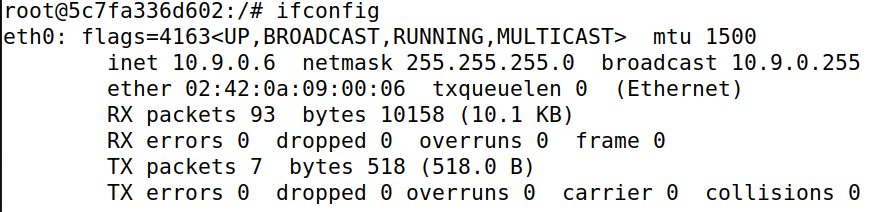 root@5c7fa336d602:/# ifconfig
eth0: flags=4163<UP,BROADCAST,RUNNING,MULTICAST>  mtu 1500
        inet 10.9.0.6  netmask 255.255.255.0  broadcast 10.9.0.255
        ether 02:42:0a:09:00:06  txqueuelen 0  (Ethernet)
        RX packets 93  bytes 10158 (10.1 KB)
        RX errors 0  dropped 0  overruns 0  frame 0
        TX packets 7  bytes 518 (518.0 B)
        TX errors 0  dropped 0 overruns 0  carrier 0  collisions 0